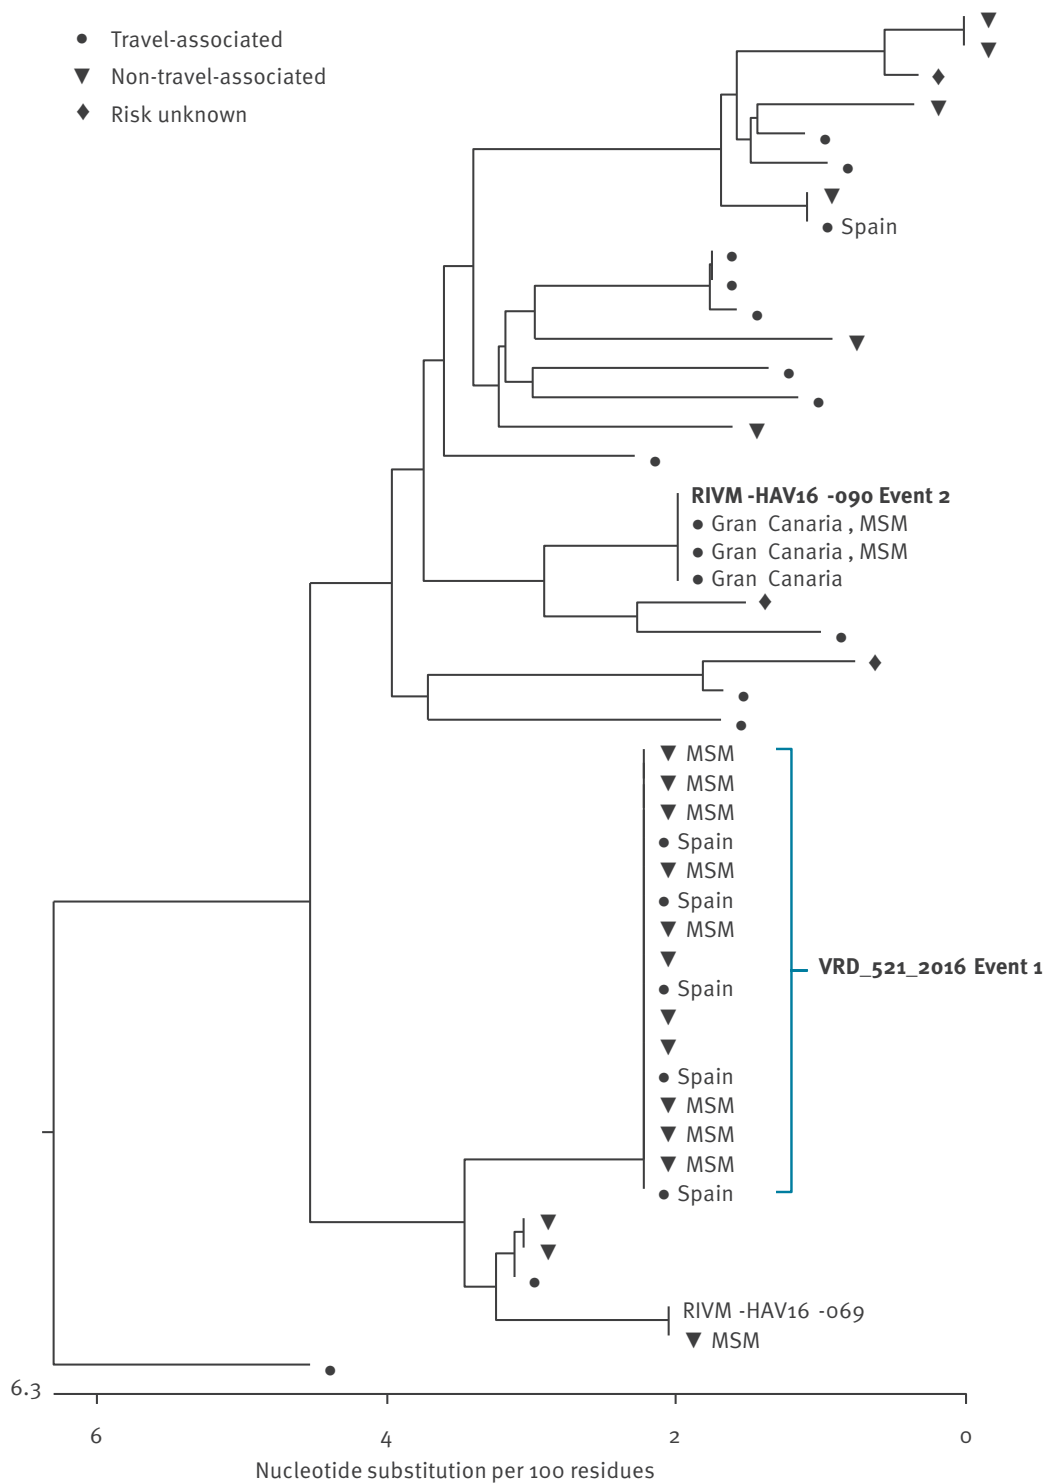 Travel-associated
Non-travel-associated
Risk unknown
Spain
RIVM -HAV16 -090 Event 2
Gran Canaria , MSM
Gran Canaria , MSM
Gran Canaria
MSM
MSM
MSM
Spain
MSM
Spain
MSM
VRD_521_2016 Event 1
Spain
Spain
MSM
MSM
MSM
Spain
RIVM -HAV16 -069
MSM
6.3
6 4 2 0
Nucleotide substitution per 100 residues